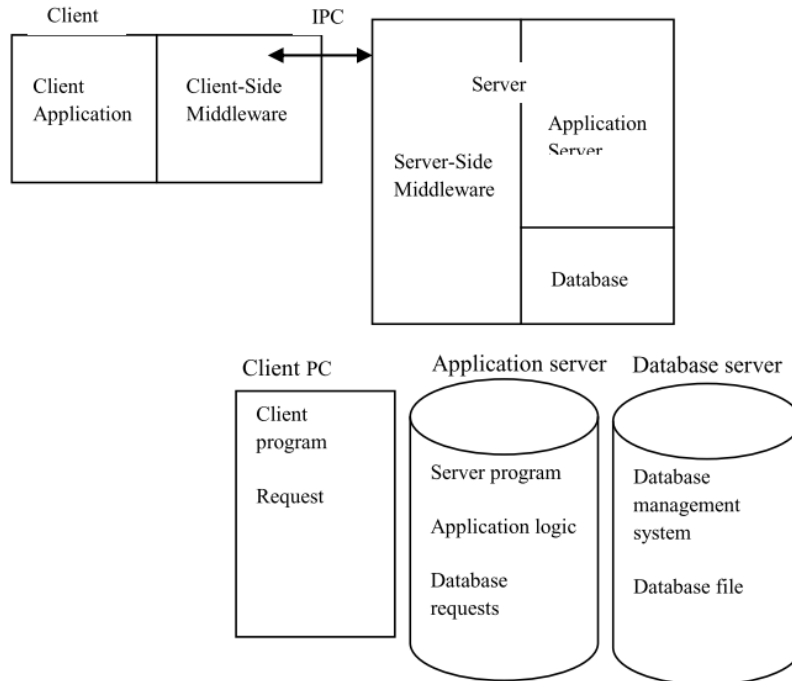 Client
IPC
Client
Application
Client-Side
Middleware
Server
Server-Side
Middleware
Application
Server
Database
Client PC
Client
program
Request
Application server
Server program
Application logic
Database
requests
Database server
Database
management
system
Database file